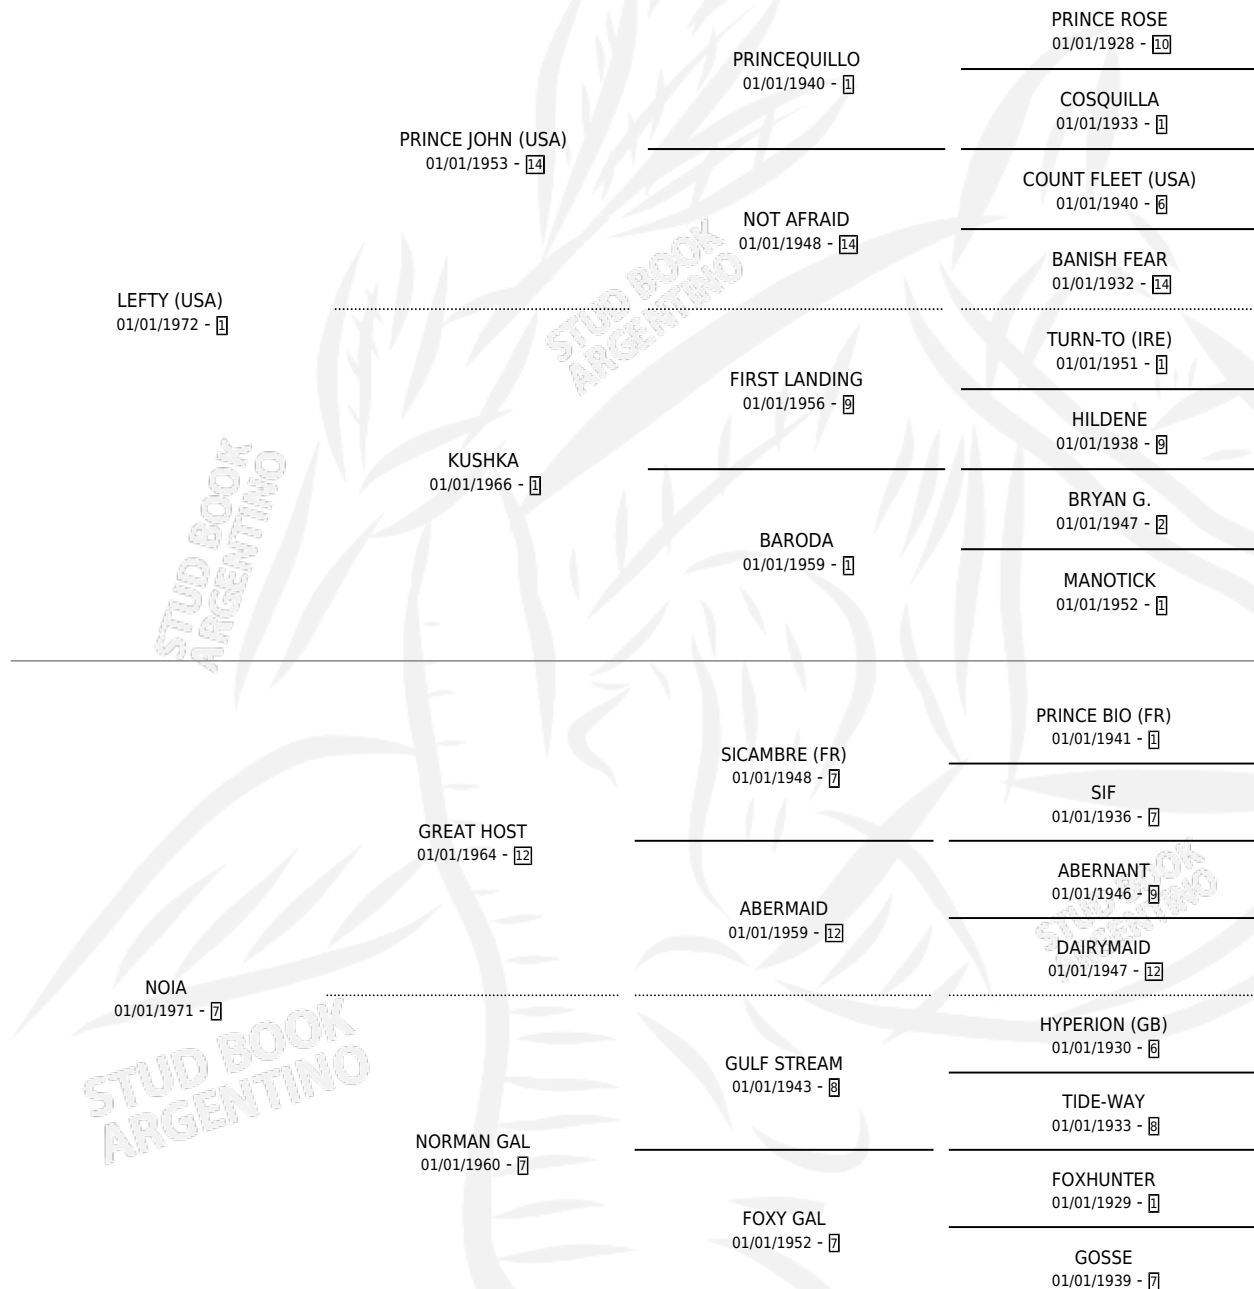 PRINCE ROSE
01/01/1928 - 10
PRINCEQUILLO
01/01/1940 - 1
COSQUILLA
01/01/1933 - 1
PRINCE JOHN (USA)
01/01/1953 - 14
COUNT FLEET (USA)
01/01/1940 - 6
NOT AFRAID
01/01/1948 - 14
BANISH FEAR
01/01/1932 - 14
LEFTY (USA)
01/01/1972 - 1
TURN-TO (IRE)
01/01/1951 - 1
FIRST LANDING
01/01/1956 - 9
HILDENE
01/01/1938 - 9
KUSHKA
01/01/1966 - 1
BRYAN G.
01/01/1947 - 2
BARODA
01/01/1959 - 1
MANOTICK
01/01/1952 - 1
STUD BOOK
ARGENTINO
STUD BOOK
ARGENTINO
PRINCE BIO (FR)
01/01/1941 - 1
SICAMBRE (FR)
01/01/1948 - 7
SIF
01/01/1936 - 7
GREAT HOST
01/01/1964 - 12
ABERNANT
01/01/1946 - 9
ABERMAID
01/01/1959 - 12
DAIRYMAID
01/01/1947 - 12
NOIA
01/01/1971 - 7
HYPERION (GB)
01/01/1930 - 6
GULF STREAM
01/01/1943 - 8
TIDE-WAY
01/01/1933 - 8
NORMAN GAL
01/01/1960 - 7
FOXHUNTER
01/01/1929 - 1
FOXY GAL
01/01/1952 - 7
GOSSE
01/01/1939 - 7
STUD BOOK
ARGENTINO
STUD BOOK
ARGENTINO